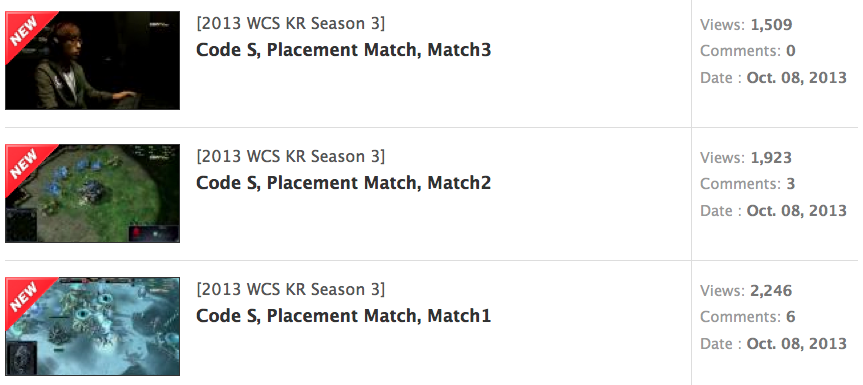 NEW
[2013 WCS KR Season 3]
Code S, Placement Match, Match3
Views: 1,509
Comments: 0
Date : Oct. 08, 2013
NEW
[2013 WCS KR Season 3]
Code S, Placement Match, Match2
Views: 1,923
Comments: 3
Date : Oct. 08, 2013
NEW
[2013 WCS KR Season 3]
Code S, Placement Match, Match1
Views: 2,246
Comments: 6
Date : Oct. 08, 2013